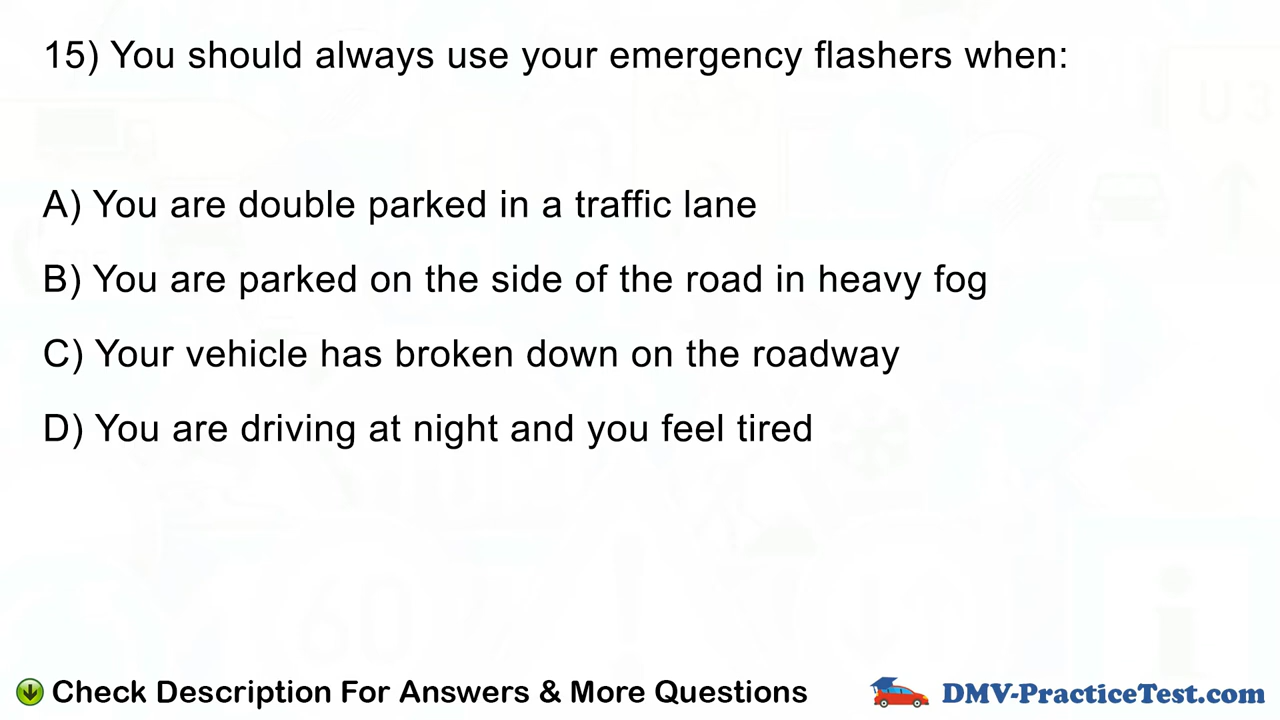 15) You should always use your emergency flashers when:
A) You are double parked in a traffic lane
B) You are parked on the side of the road in heavy fog
C) Your vehicle has broken down on the roadway
D) You are driving at night and you feel tired
Check Description For Answers & More Questions
DMV-PracticeTest.com